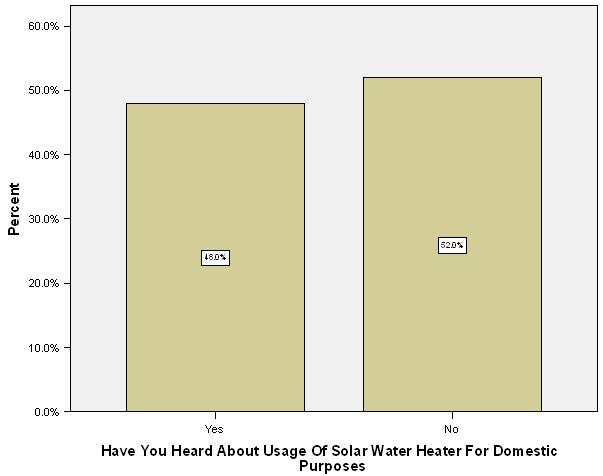 60.0%
50.0%
40.0%
30.0%
20.0%
10.0%
0.0%
Percent
48.0%
52.0%
Yes
No
Have You Heard About Usage Of Solar Water Heater For Domestic
Purposes